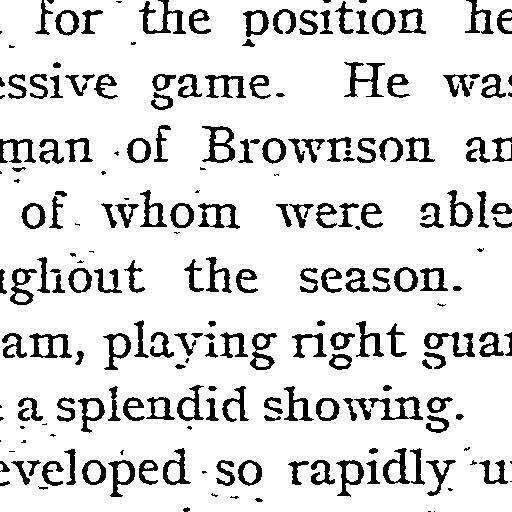 for the position he
essive game. He was
man of Brownson an
of whom were able
ughout the season.
am, playing right guar
a splendid showing.
eveloped so rapidly u